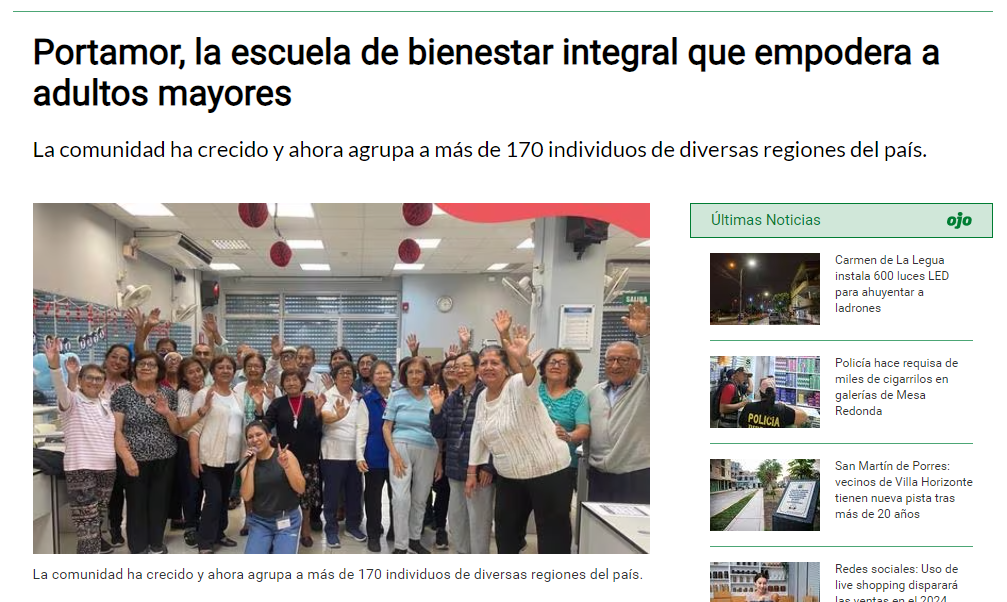 Portamor, la escuela de bienestar integral que empodera a
adultos mayores
La comunidad ha crecido y ahora agrupa a más de 170 individuos de diversas regiones del país.
SALIDA
La comunidad ha crecido y ahora agrupa a más de 170 individuos de diversas regiones del país.
Últimas Noticias
ojo
Carmen de La Legua
instala 600 luces LED
para ahuyentar a
ladrones
Policía hace requisa de
miles de cigarrilos en
galerías de Mesa
Redonda
POLICIA
San Martín de Porres:
vecinos de Villa Horizonte
tienen nueva pista tras
más de 20 años
Redes sociales: Uso de
live shopping disparará
las ventas en el 2024